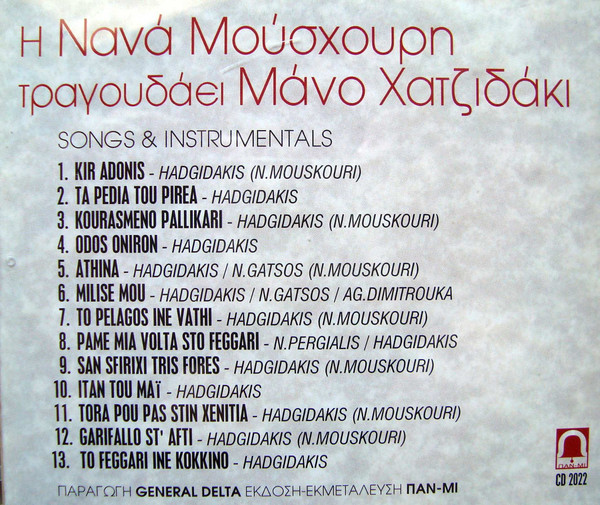 Η Νανά Μούσχουρη
τραγουδάει Μάνο Χατζιδάκι
SONGS & INSTRUMENTALS
1. KIR ADONIS - HADGIDAKIS (N.MOUSKOURI)
2. TA PEDIA TOU PIREA - HADGIDAKIS
3. KOURASMENO PALLIKARI - HADGIDAKIS (N.MOUSKOURI)
4. ODOS ONIRON - HADGIDAKIS
5. ATHINA - HADGIDAKIS / N.GATSOS (N.MOUSKOURI)
6. MILISE MOU - HADGIDAKIS / N.GATSOS / AG.DIMITROUKA
7. TO PELAGOS INE VATHI - HADGIDAKIS (N.MOUSKOURI)
8. PAME MIA VOLTA STO FEGGARI - N.PERGIALIS / HADGIDAKIS
9. SAN SFIRIXI TRIS FORES - HADGIDAKIS (N.MOUSKOURI)
10. ITAN TOU MAÏ - HADGIDAKIS
11. TORA POU PAS STIN XENITIA - HADGIDAKIS (N.MOUSKOURI)
12. GARIFALLO ST' AFTI - HADGIDAKIS (N.MOUSKOURI)
13. TO FEGGARI INE KOKKINO - HADGIDAKIS
ΠΑΝ-ΜΙ
CD 2022
ΠΑΡΑΓΩΓΗ GENERAL DELTA ΕΚΔΟΣΗ-ΕΚΜΕΤΑΛΕΥΣΗ ΠΑΝ-ΜΙ